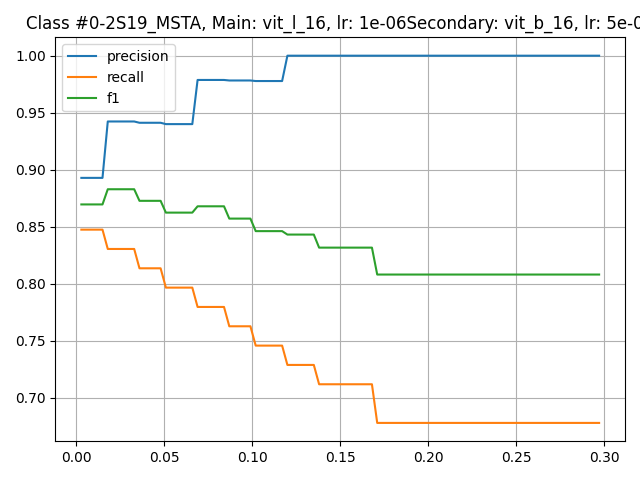 Class #0-2S19_MSTA, Main: vit_l_16, lr: 1e-06Secondary: vit_b_16, lr: 5e-0
precision
recall
f1
1.00
0.95
0.90
0.85
0.80
0.75
0.70
0.00 0.05 0.10 0.15 0.20 0.25 0.30